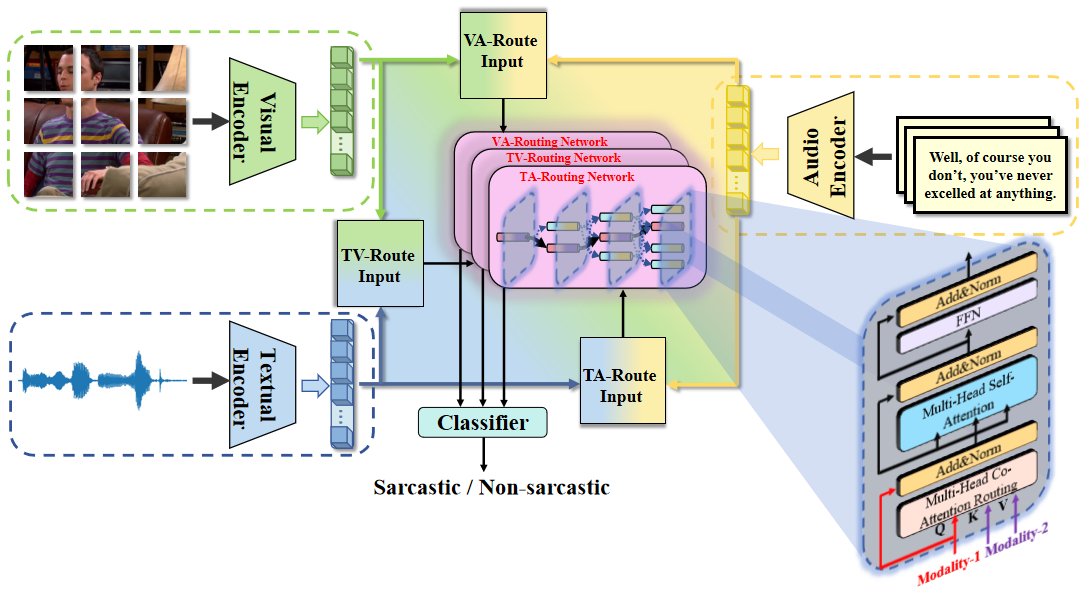 VA-Route
Input
Visual
Encoder
VA-Routing Network
TV-Routing Network
TA-Routing Network
Audio
Encoder
Well, of course you
don't, you've never
excelled at anything.
TV-Route
Input
Textual
Encoder
TA-Route
Input
Classifier
Sarcastic / Non-sarcastic
Add&Norm
FFN
Add&Norm
Multi-Head Self-
Attention
Add&Norm
Multi-Head Co-
Attention Routing
Q K V
Modality-1 Modality-2